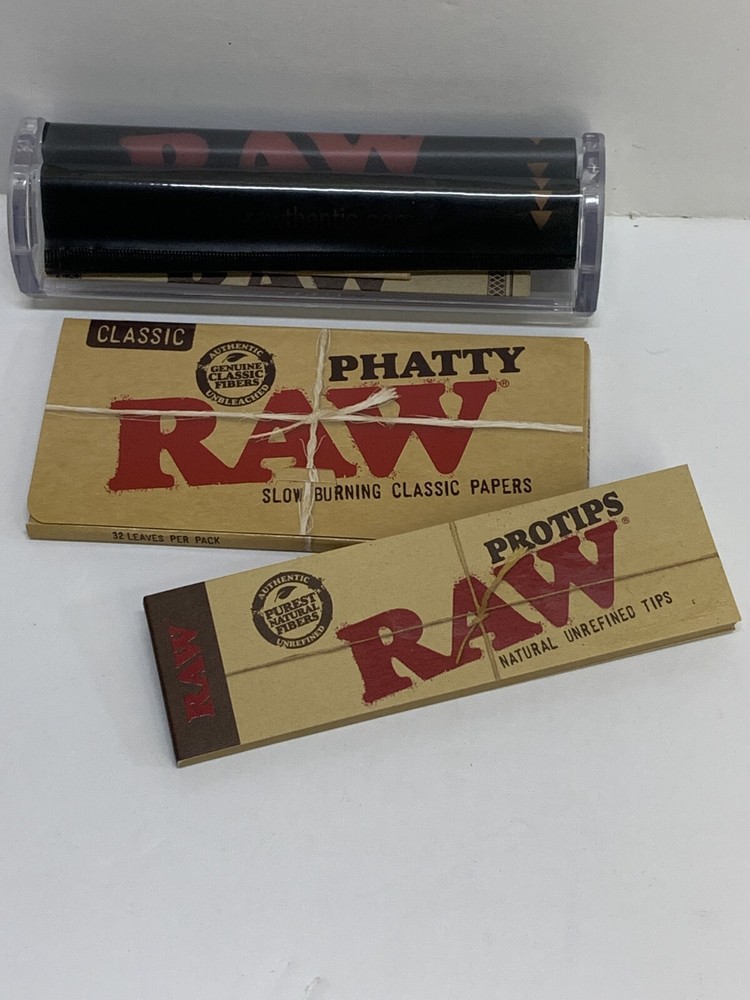 RAW
RAW
CLASSIC
AUTHENTIC
GENUINE
CLASSIC
FIBERS
UNBLEACHED
PHATTY
RAW®
SLOW BURNING CLASSIC PAPERS
32 LEAVES PER PACK
RAW
AUTHENTIC
PUREST
NATURAL
FIBERS
UNREFINED
PROTIPS
RAW®
NATURAL UNREFINED TIPS